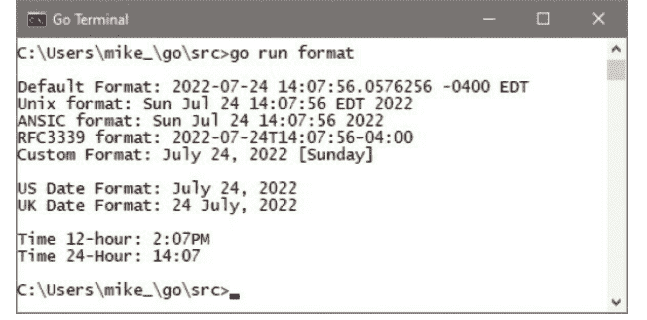 Go Terminal
C:\Users\mike_\go\src>go run format
Default Format: 2022-07-24 14:07:56.0576256 -0400 EDT
Unix format: Sun Jul 24 14:07:56 EDT 2022
ANSIC format: Sun Jul 24 14:07:56 2022
RFC3339 format: 2022-07-24T14:07:56-04:00
Custom Format: July 24, 2022 [Sunday]
US Date Format: July 24, 2022
UK Date Format: 24 July, 2022
Time 12-hour: 2:07PM
Time 24-Hour: 14:07
C:\Users\mike_\go\src>